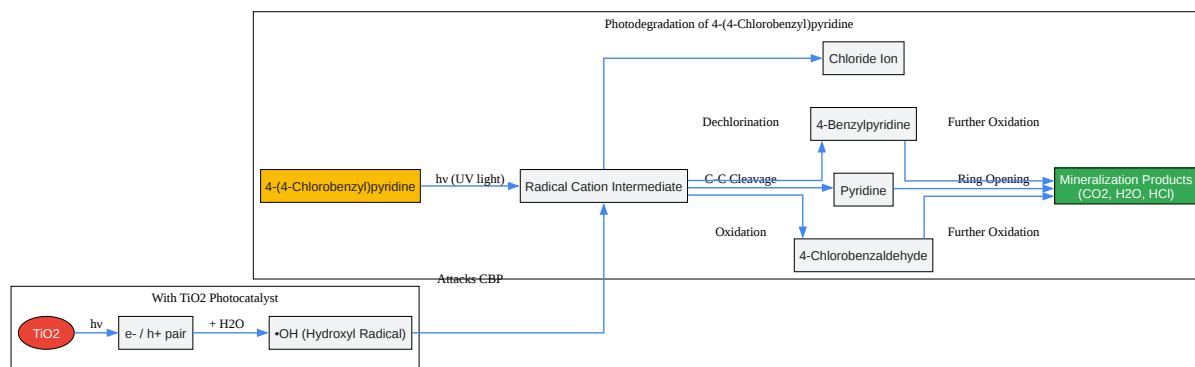 Photodegradation of 4-(4-Chlorobenzyl)pyridine
Chloride Ion
Dechlorination
4-Benzylpyridine
Further Oxidation
4-(4-Chlorobenzyl)pyridine
hν (UV light)
Radical Cation Intermediate
C-C Cleavage
Pyridine
Ring Opening
Mineralization Products
(CO2, H2O, HCl)
Oxidation
4-Chlorobenzaldehyde
Further Oxidation
Attacks CBP
With TiO2 Photocatalyst
TiO2
hν
e- / h+ pair
+ H2O
•OH (Hydroxyl Radical)